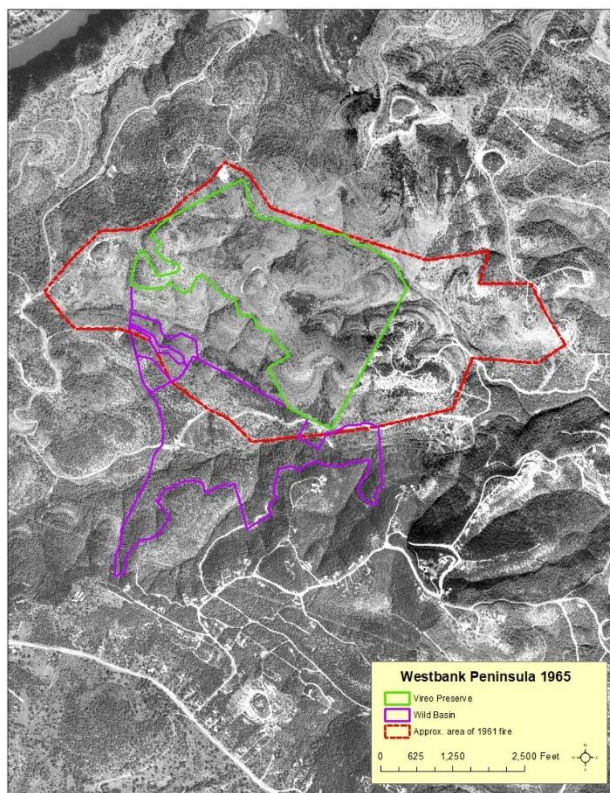 Westbank Peninsula 1965
Vireo Preserve
Wild Basin
Approx. area of 1961 fire
0 625 1,250 2,500 Feet